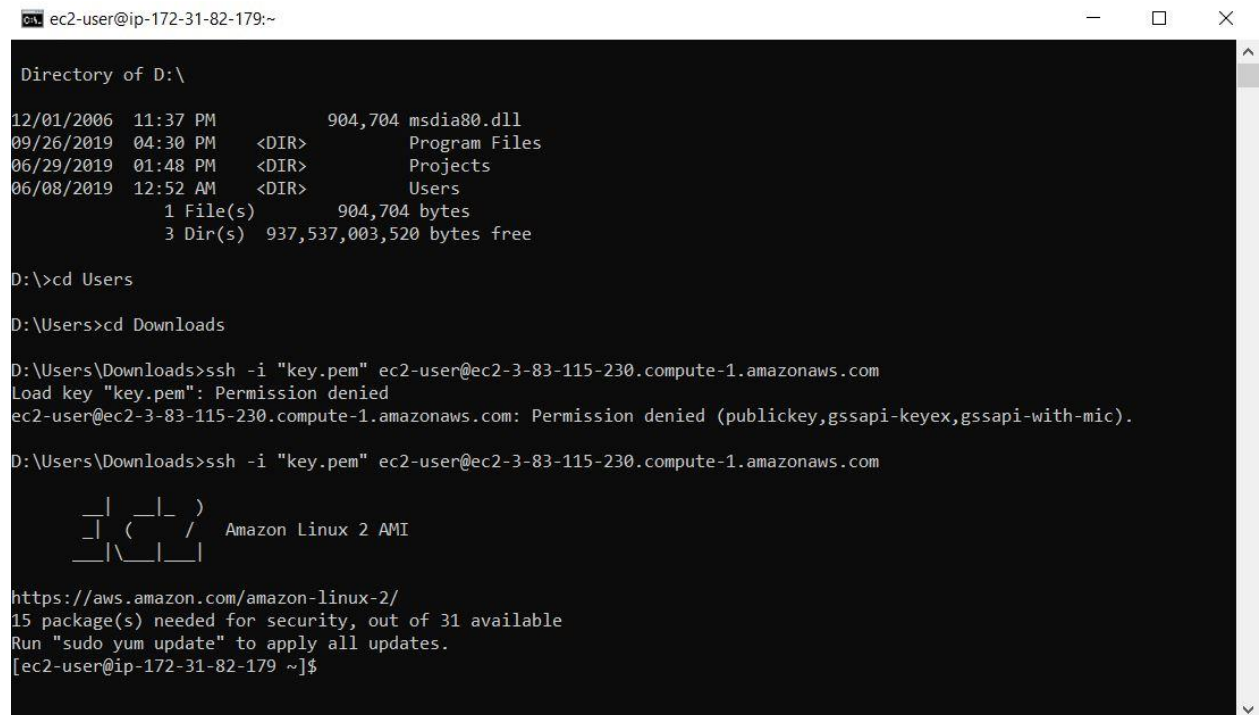 ec2-user@ip-172-31-82-179:~
Directory of D:\
12/01/2006  11:37 PM           904,704 msdia80.dll
09/26/2019  04:30 PM    <DIR>          Program Files
06/29/2019  01:48 PM    <DIR>          Projects
06/08/2019  12:52 AM    <DIR>          Users
               1 File(s)        904,704 bytes
               3 Dir(s)  937,537,003,520 bytes free
D:\>cd Users
D:\Users>cd Downloads
D:\Users\Downloads>ssh -i "key.pem" ec2-user@ec2-3-83-115-230.compute-1.amazonaws.com
Load key "key.pem": Permission denied
ec2-user@ec2-3-83-115-230.compute-1.amazonaws.com: Permission denied (publickey,gssapi-keyex,gssapi-with-mic).
D:\Users\Downloads>ssh -i "key.pem" ec2-user@ec2-3-83-115-230.compute-1.amazonaws.com
       __|  __|_  )
       _|  (     /   Amazon Linux 2 AMI
      ___|\___|___|
https://aws.amazon.com/amazon-linux-2/
15 package(s) needed for security, out of 31 available
Run "sudo yum update" to apply all updates.
[ec2-user@ip-172-31-82-179 ~]$